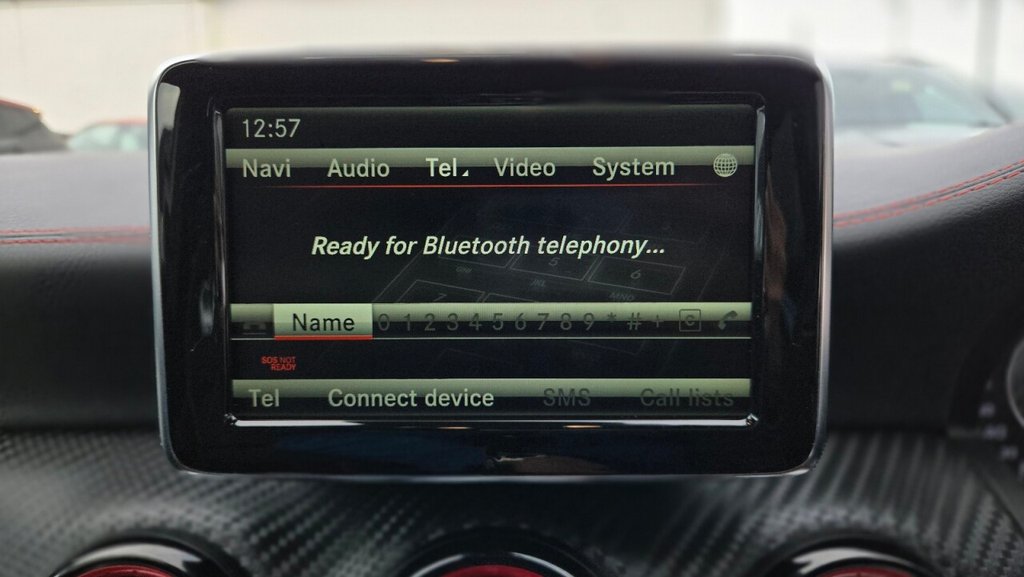 12:57
Navi Audio Tel Video System
Ready for Bluetooth telephony...
Name 0 1 2 3 4 5 6 7 8 9 * # + C
SDS NOT
READY
Tel Connect device SMS Call lists